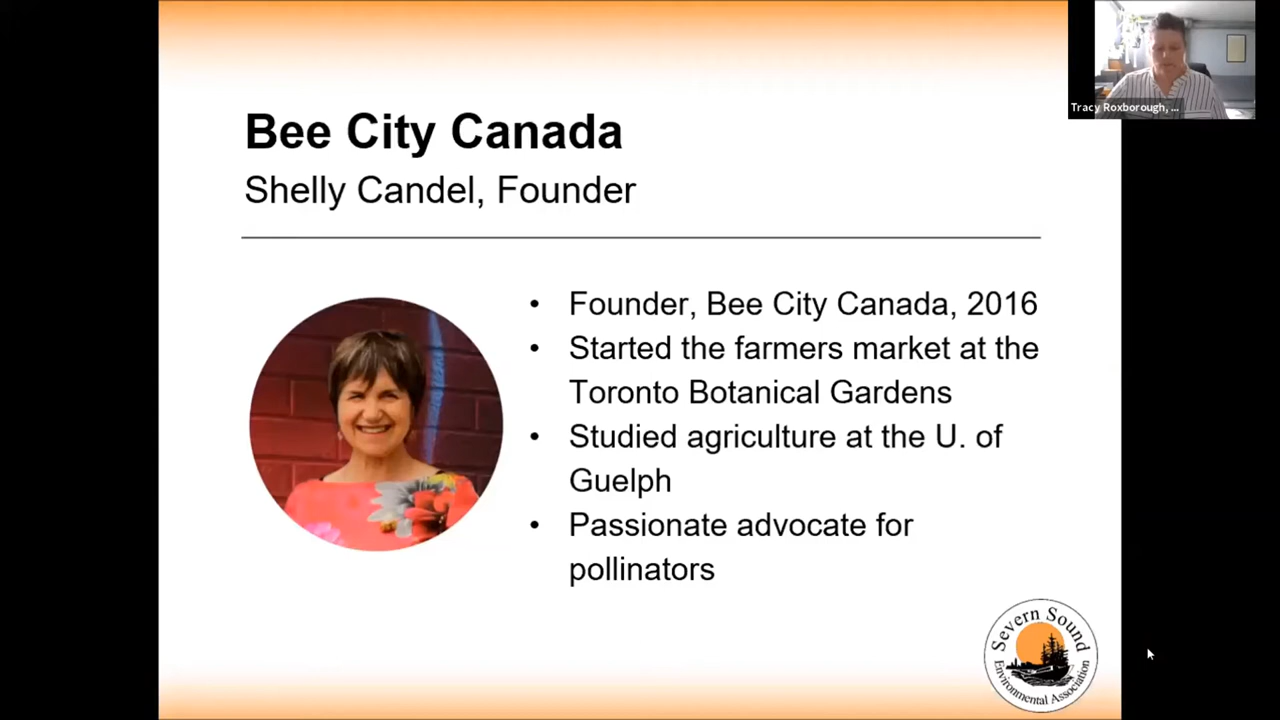 Bee City Canada
Shelly Candel, Founder
• Founder, Bee City Canada, 2016
• Started the farmers market at the
Toronto Botanical Gardens
• Studied agriculture at the U. of
Guelph
• Passionate advocate for
pollinators
Tracy Roxborough, ...
Severn Sound
Environmental Association